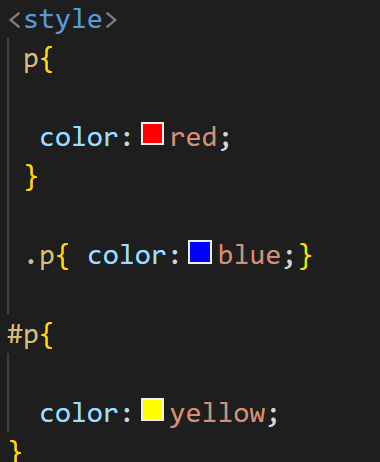 <style>
p{
color:red;
}
.p{ color:blue;}
#p{
color:yellow;
}